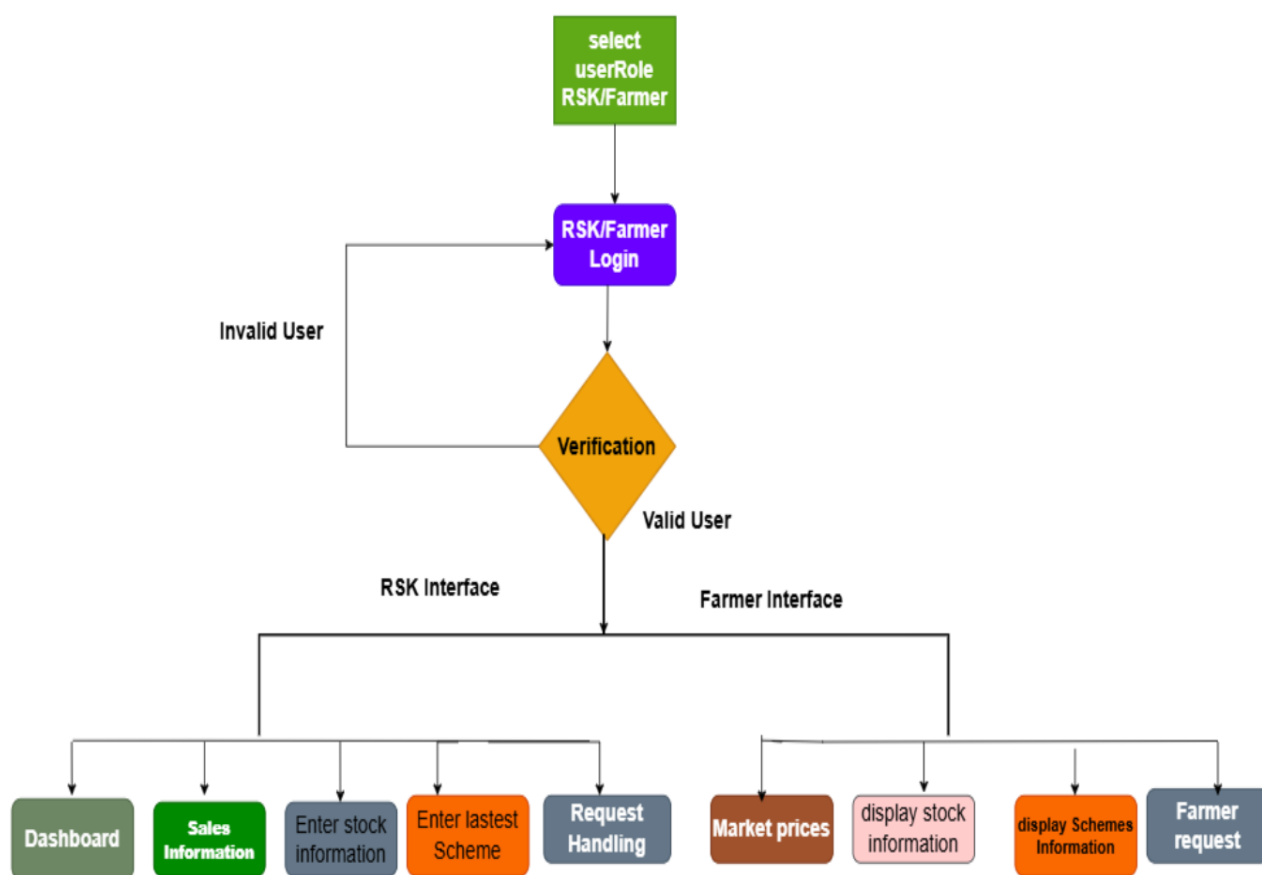 select
userRole
RSK/Farmer
RSK/Farmer
Login
Invalid User
Verification
Valid User
RSK Interface
Farmer Interface
Dashboard
Sales
Information
Enter stock
information
Enter lastest
Scheme
Request
Handling
Market prices
display stock
information
display Schemes
Information
Farmer
request